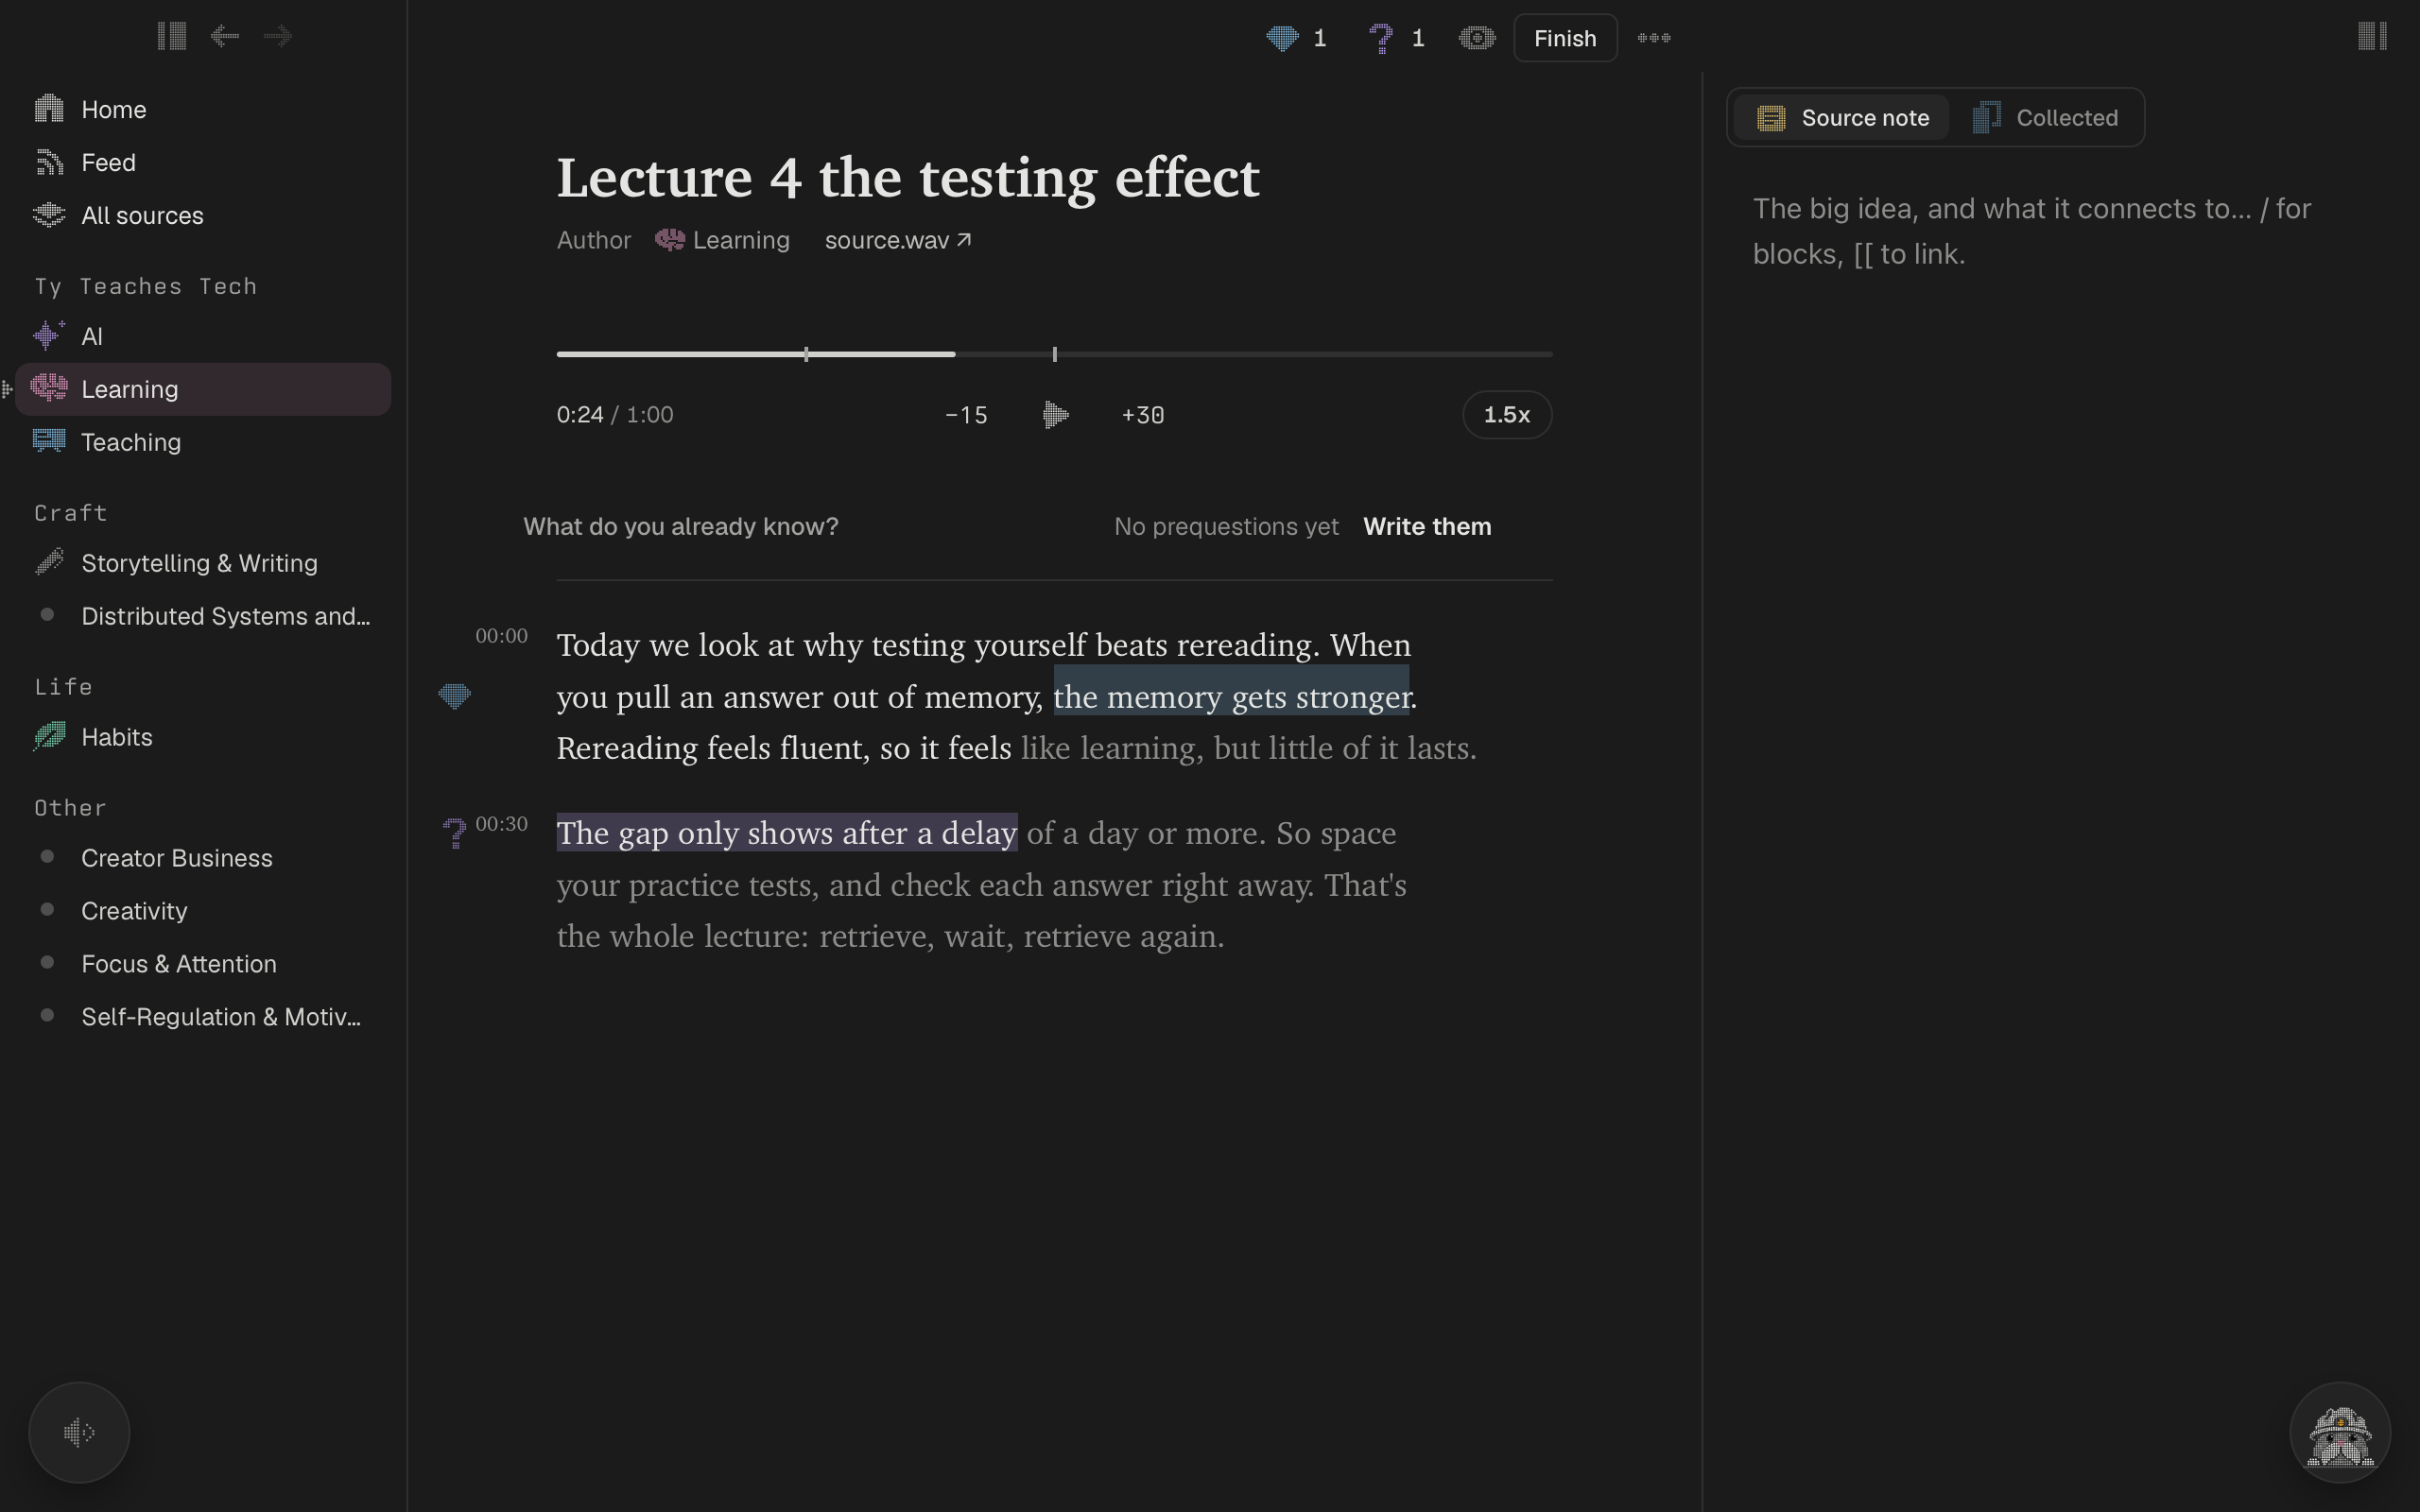 1
1
Finish
Home
Feed
All sources
Ty Teaches Tech
AI
Learning
Teaching
Craft
Storytelling & Writing
Distributed Systems and...
Life
Habits
Other
Creator Business
Creativity
Focus & Attention
Self-Regulation & Motiv...
Lecture 4 the testing effect
Author Learning source.wav ↗
0:24 / 1:00 -15 +30 1.5x
What do you already know? No prequestions yet Write them
00:00 Today we look at why testing yourself beats rereading. When
you pull an answer out of memory, the memory gets stronger.
Rereading feels fluent, so it feels like learning, but little of it lasts.
? 00:30 The gap only shows after a delay of a day or more. So space
your practice tests, and check each answer right away. That's
the whole lecture: retrieve, wait, retrieve again.
Source note Collected
The big idea, and what it connects to... / for
blocks, [[ to link.